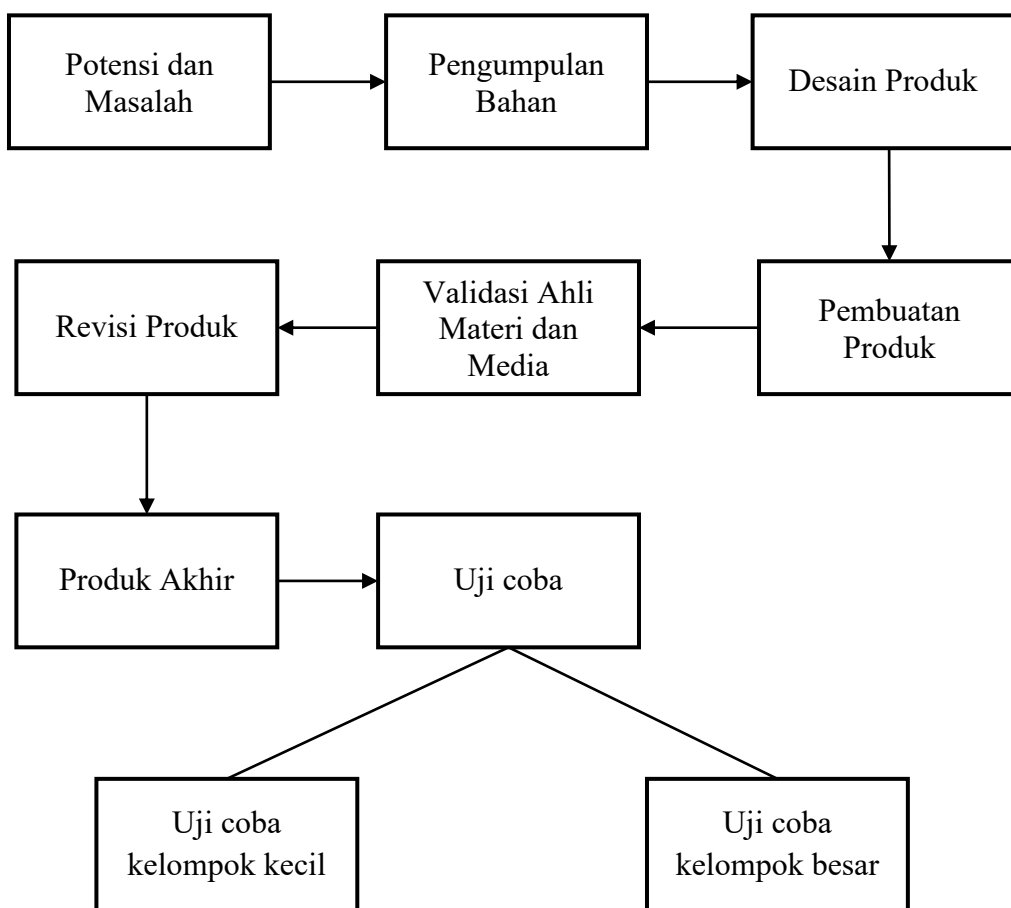 Potensi dan
Masalah
Pengumpulan
Bahan
Desain Produk
Pembuatan
Produk
Validasi Ahli
Materi dan
Media
Revisi Produk
Produk Akhir
Uji coba
Uji coba
kelompok kecil
Uji coba
kelompok besar